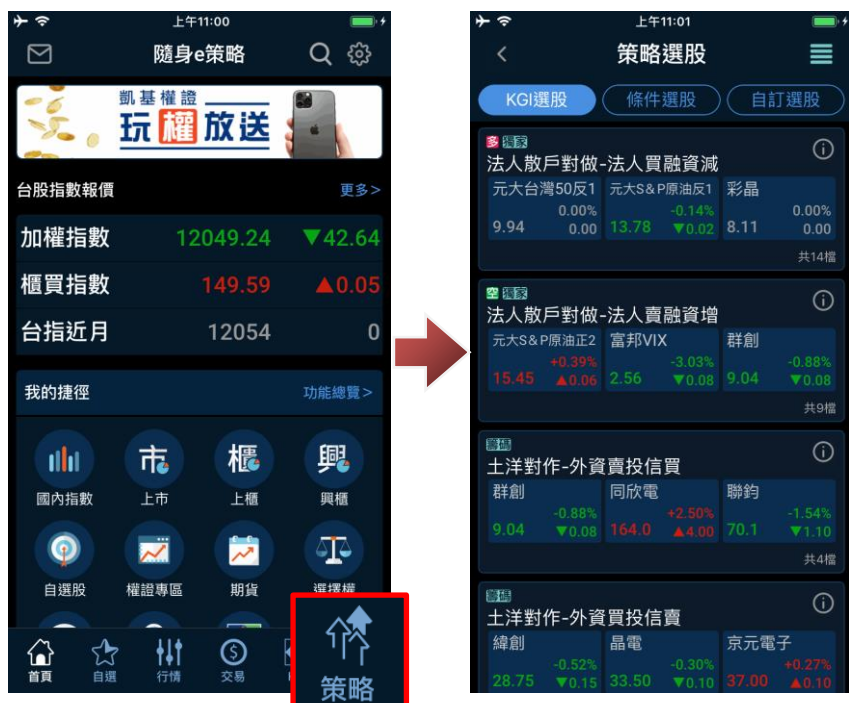 上午11:00
隨身e策略
凱基權證
玩權放送
台股指數報價 更多>
加權指數 12049.24 ▼42.64
櫃買指數 149.59 ▲0.05
台指近月 12054 0
我的捷徑 功能總覽>
國內指數 上市 上櫃 興櫃
自選股 權證專區 期貨 選擇權
首頁 自選 行情 交易
策略
上午11:01
策略選股
KGI選股 條件選股 自訂選股
多 獨家
法人散戶對做-法人買融資減
元大台灣50反1 元大S&P原油反1 彩晶
0.00% -0.14% 0.00%
9.94 0.00 13.78 ▼0.02 8.11 0.00
共14檔
空 獨家
法人散戶對做-法人賣融資增
元大S&P原油正2 富邦VIX 群創
+0.39% -3.03% -0.88%
15.45 ▲0.06 2.56 ▼0.08 9.04 ▼0.08
共9檔
籌碼
土洋對作-外資賣投信買
群創 同欣電 聯鈞
-0.88% +2.50% -1.54%
9.04 ▼0.08 164.0 ▲4.00 70.1 ▼1.10
共4檔
籌碼
土洋對作-外資買投信賣
緯創 晶電 京元電子
-0.52% -0.30% +0.27%
28.75 ▼0.15 33.50 ▼0.10 37.00 ▲0.10